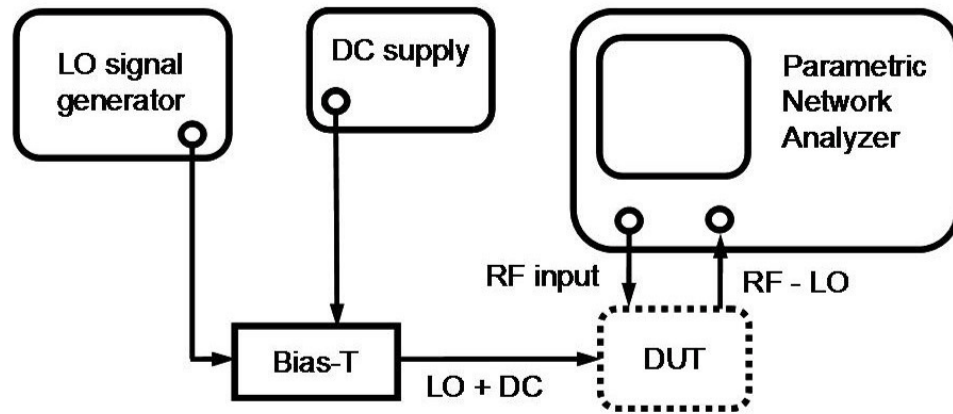 LO signal
generator
DC supply
Parametric
Network
Analyzer
RF input
RF - LO
Bias-T
LO + DC
DUT